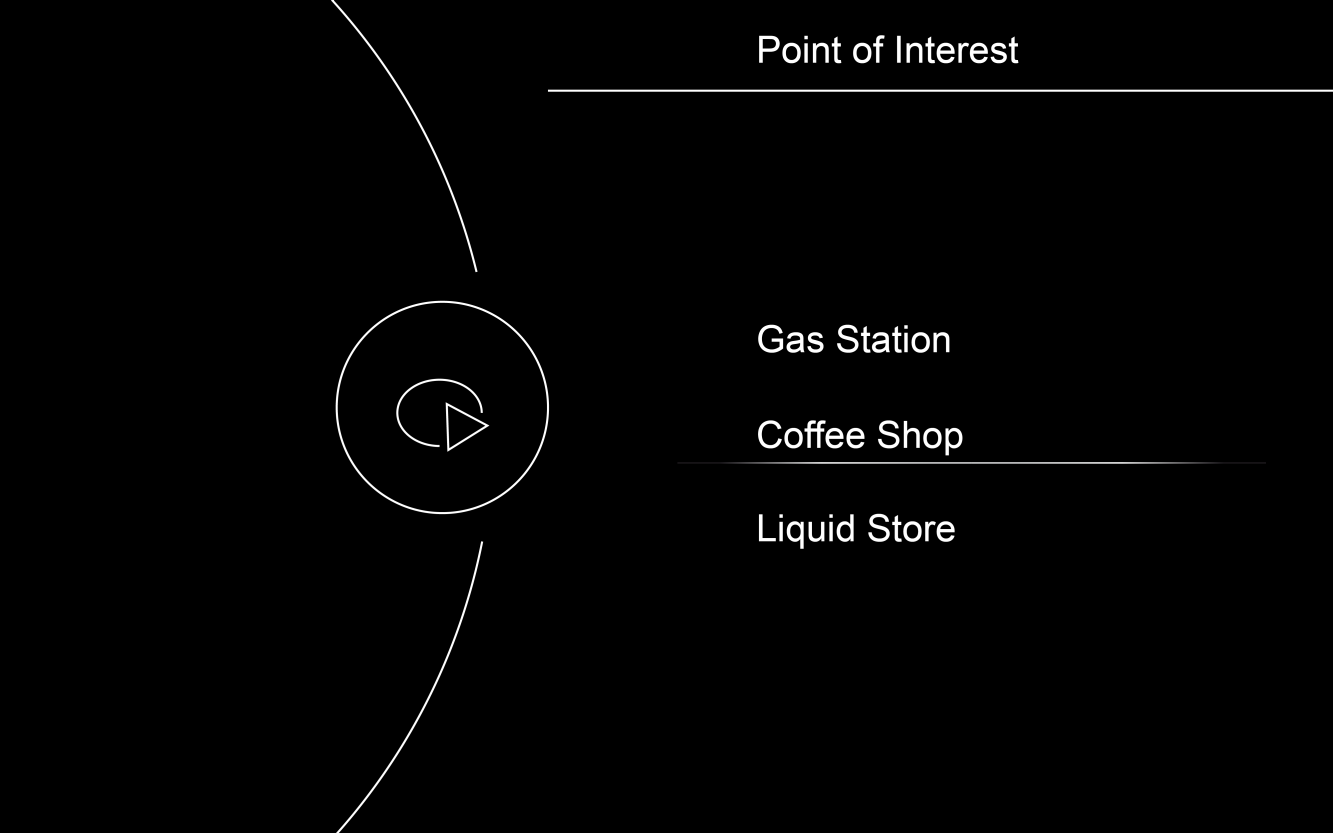 Point of Interest
Gas Station
Coffee Shop
Liquid Store